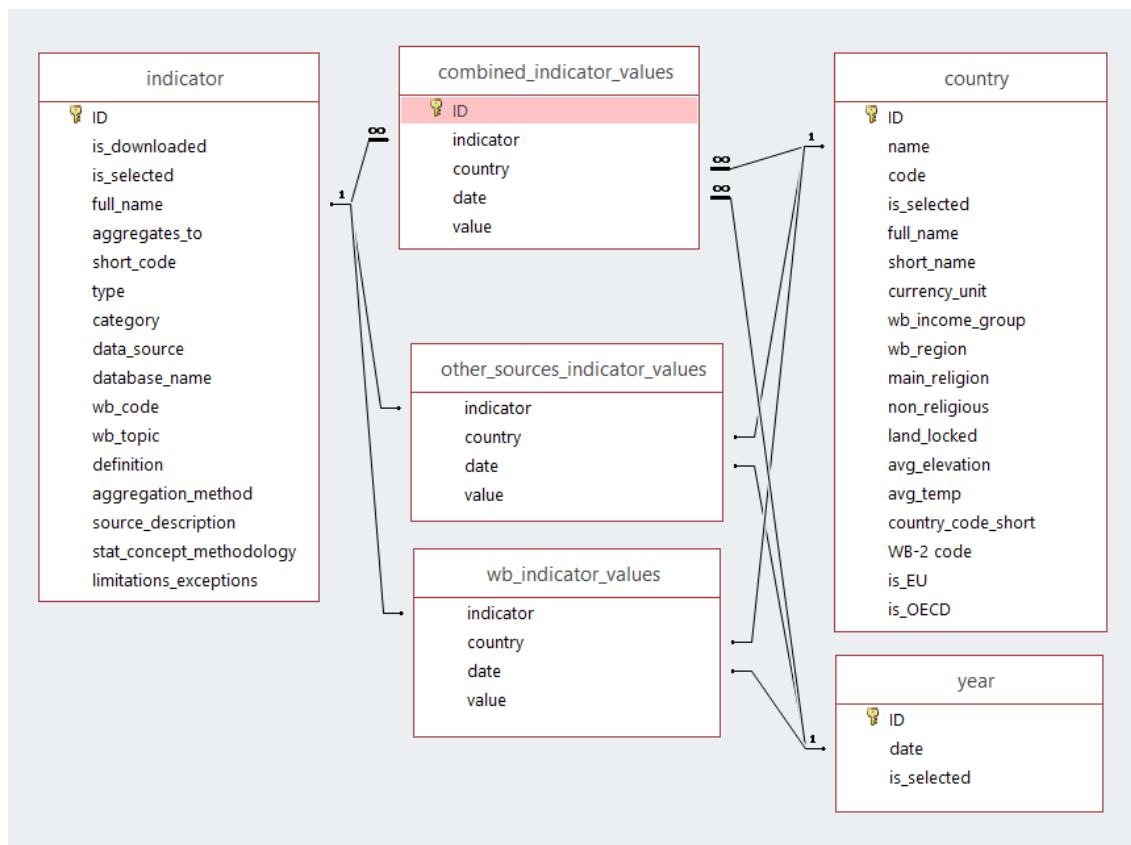 indicator
ID
is_downloaded
is_selected
full_name
aggregates_to
short_code
type
category
data_source
database_name
wb_code
wb_topic
definition
aggregation_method
source_description
stat_concept_methodology
limitations_exceptions
1
∞
combined_indicator_values
ID
indicator
country
date
value
∞
∞
other_sources_indicator_values
indicator
country
date
value
wb_indicator_values
indicator
country
date
value
1
country
ID
name
code
is_selected
full_name
short_name
currency_unit
wb_income_group
wb_region
main_religion
non_religious
land_locked
avg_elevation
avg_temp
country_code_short
WB-2 code
is_EU
is_OECD
1
year
ID
date
is_selected